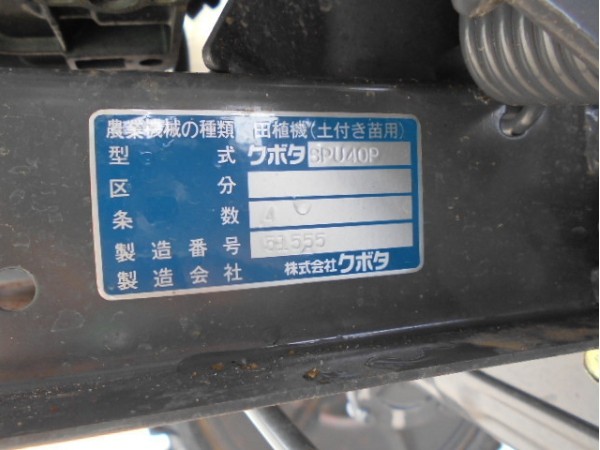 農業機械の種類 田植機(土付き苗用)
型式 クボタ SPU40P
区分
条数 4
製造番号 51555
製造会社 株式会社クボタ